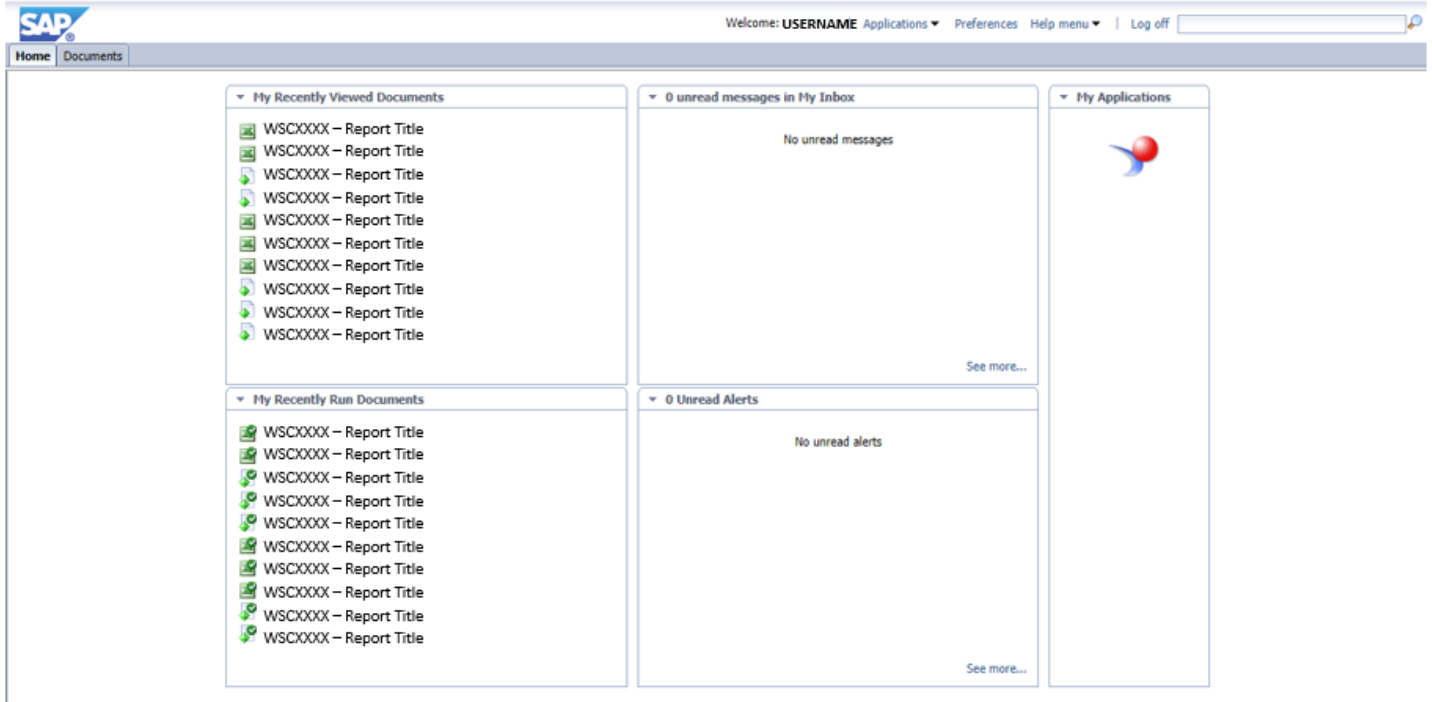 SAP®
Welcome: USERNAME Applications Preferences Help menu | Log off
Home Documents
My Recently Viewed Documents
WSCXXXX – Report Title
WSCXXXX – Report Title
WSCXXXX – Report Title
WSCXXXX – Report Title
WSCXXXX – Report Title
WSCXXXX – Report Title
WSCXXXX – Report Title
WSCXXXX – Report Title
WSCXXXX – Report Title
WSCXXXX – Report Title
0 unread messages in My Inbox
No unread messages
See more...
My Applications
My Recently Run Documents
WSCXXXX – Report Title
WSCXXXX – Report Title
WSCXXXX – Report Title
WSCXXXX – Report Title
WSCXXXX – Report Title
WSCXXXX – Report Title
WSCXXXX – Report Title
WSCXXXX – Report Title
WSCXXXX – Report Title
WSCXXXX – Report Title
0 Unread Alerts
No unread alerts
See more...